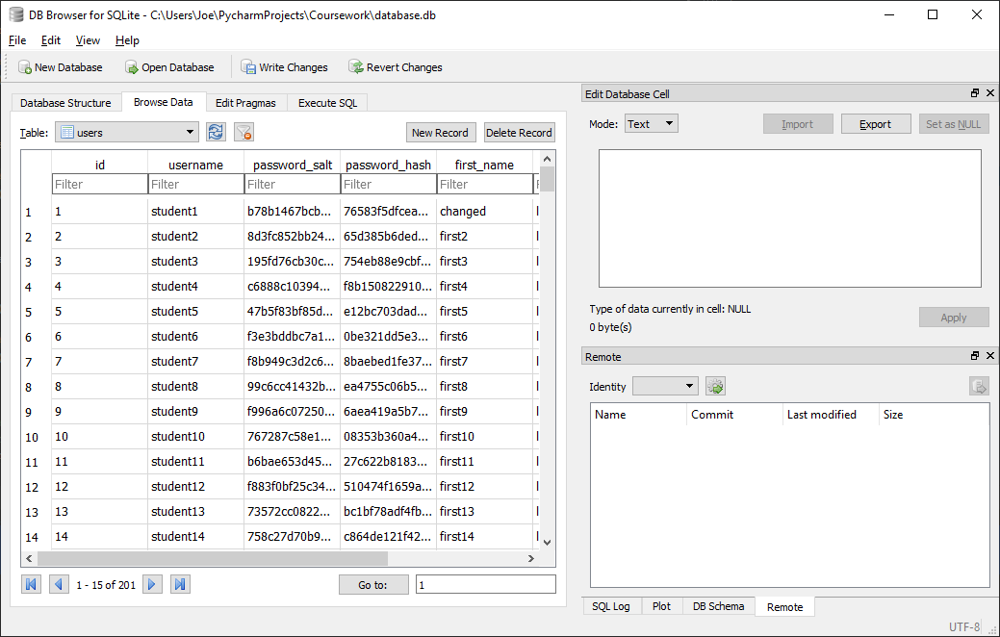 DB Browser for SQLite - C:\Users\Joe\PycharmProjects\Coursework\database.db
File Edit View Help
New Database Open Database Write Changes Revert Changes
Database Structure Browse Data Edit Pragmas Execute SQL
Table: users New Record Delete Record
id username password_salt password_hash first_name
Filter Filter Filter Filter Filter
1 1 student1 b78b1467bcb... 76583f5dfcea... changed
2 2 student2 8d3fc852bb24... 65d385b6ded... first2
3 3 student3 195fd76cb30c... 754eb88e9cbf... first3
4 4 student4 c6888c10394... f8b150822910... first4
5 5 student5 47b5f83bf85d... e12bc703dad... first5
6 6 student6 f3e3bddbc7a1... 0be321dd5e3... first6
7 7 student7 f8b949c3d2c6... 8baebed1fe37... first7
8 8 student8 99c6cc41432b... ea4755c06b5... first8
9 9 student9 f996a6c07250... 6aea419a5b7... first9
10 10 student10 767287c58e1... 08353b360a4... first10
11 11 student11 b6bae653d45... 27c622b8183... first11
12 12 student12 f883f0bf25c34... 510474f1659a... first12
13 13 student13 73572cc0822... bc1bf78adf4fb... first13
14 14 student14 758c27d70b9... c864de121f42... first14
1 - 15 of 201 Go to: 1
Edit Database Cell
Mode: Text Import Export Set as NULL
Type of data currently in cell: NULL
0 byte(s)
Apply
Remote
Identity
Name Commit Last modified Size
SQL Log Plot DB Schema Remote
UTF-8